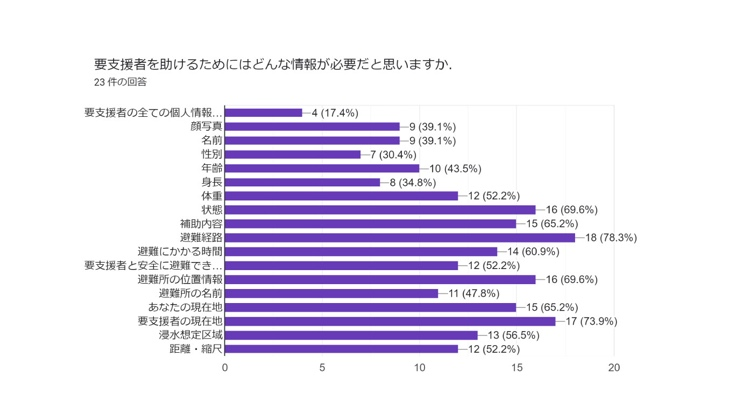 要支援者を助けるためにはどんな情報が必要だと思いますか.
23 件の回答
要支援者の全ての個人情報… 4 (17.4%)
顔写真 9 (39.1%)
名前 9 (39.1%)
性別 7 (30.4%)
年齢 10 (43.5%)
身長 8 (34.8%)
体重 12 (52.2%)
状態 16 (69.6%)
補助内容 15 (65.2%)
避難経路 18 (78.3%)
避難にかかる時間 14 (60.9%)
要支援者と安全に避難でき… 12 (52.2%)
避難所の位置情報 16 (69.6%)
避難所の名前 11 (47.8%)
あなたの現在地 15 (65.2%)
要支援者の現在地 17 (73.9%)
浸水想定区域 13 (56.5%)
距離・縮尺 12 (52.2%)
0 5 10 15 20